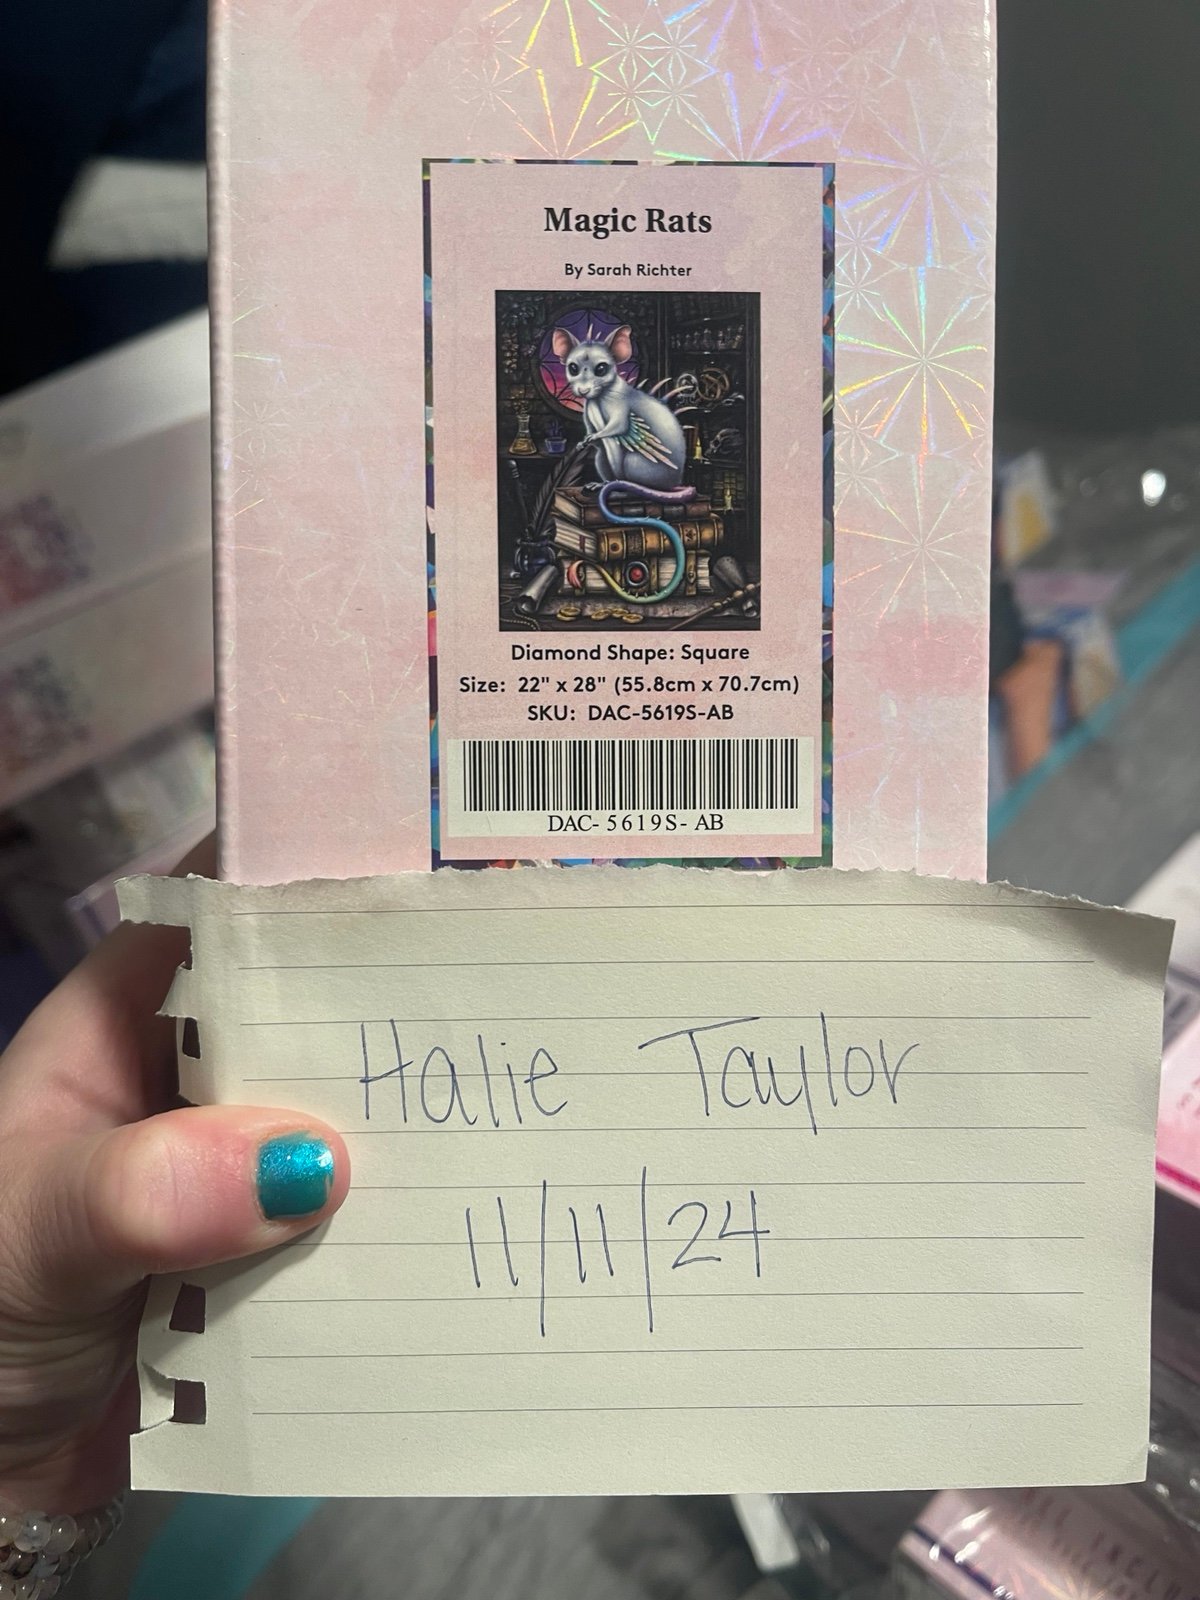 Magic Rats
By Sarah Richter
Diamond Shape: Square
Size: 22" x 28" (55.8cm x 70.7cm)
SKU: DAC-5619S-AB
DAC- 5619S- AB
Halie Taylor
11/11/24